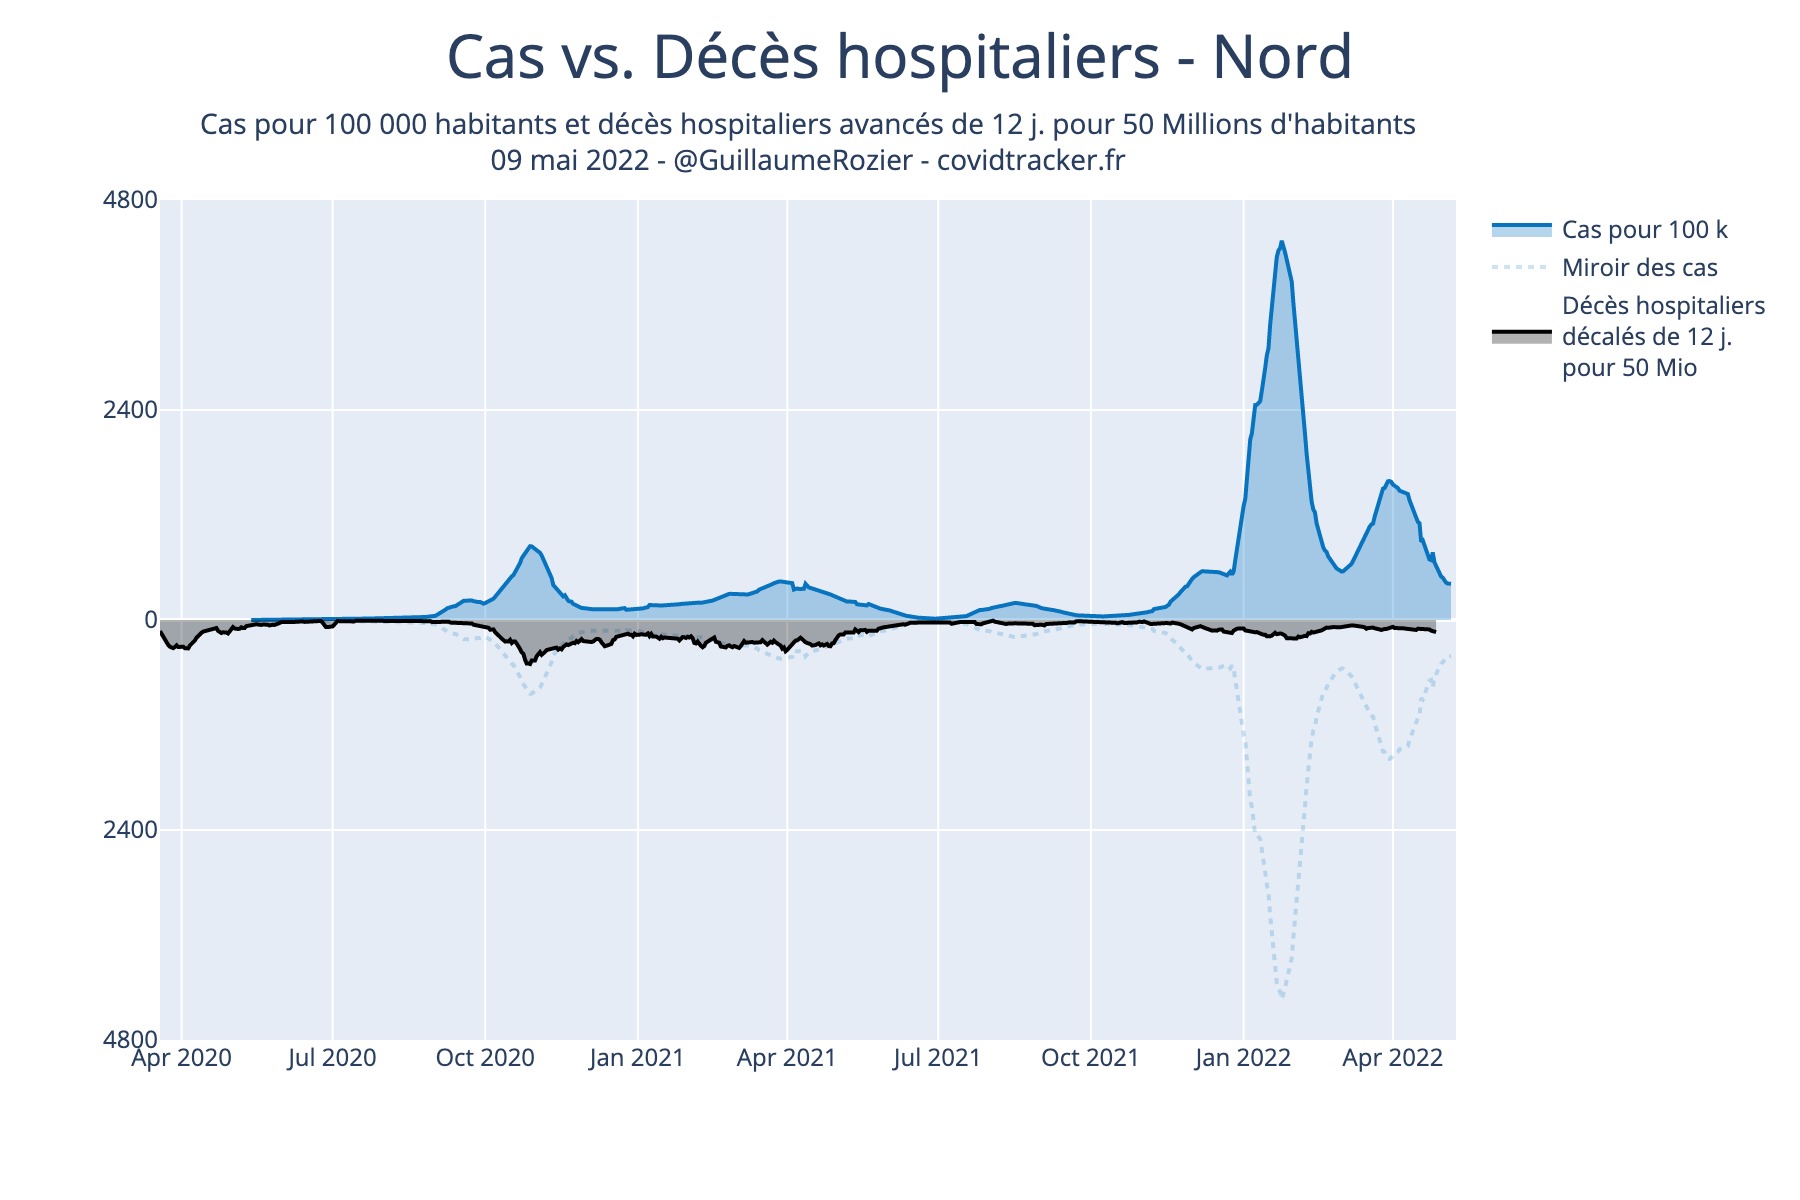 Cas vs. Décès hospitaliers - Nord
Cas pour 100 000 habitants et décès hospitaliers avancés de 12 j. pour 50 Millions d'habitants
09 mai 2022 - @GuillaumeRozier - covidtracker.fr
4800
2400
0
2400
4800
Apr 2020
Jul 2020
Oct 2020
Jan 2021
Apr 2021
Jul 2021
Oct 2021
Jan 2022
Apr 2022
Cas pour 100 k
Miroir des cas
Décès hospitaliers
décalés de 12 j.
pour 50 Mio